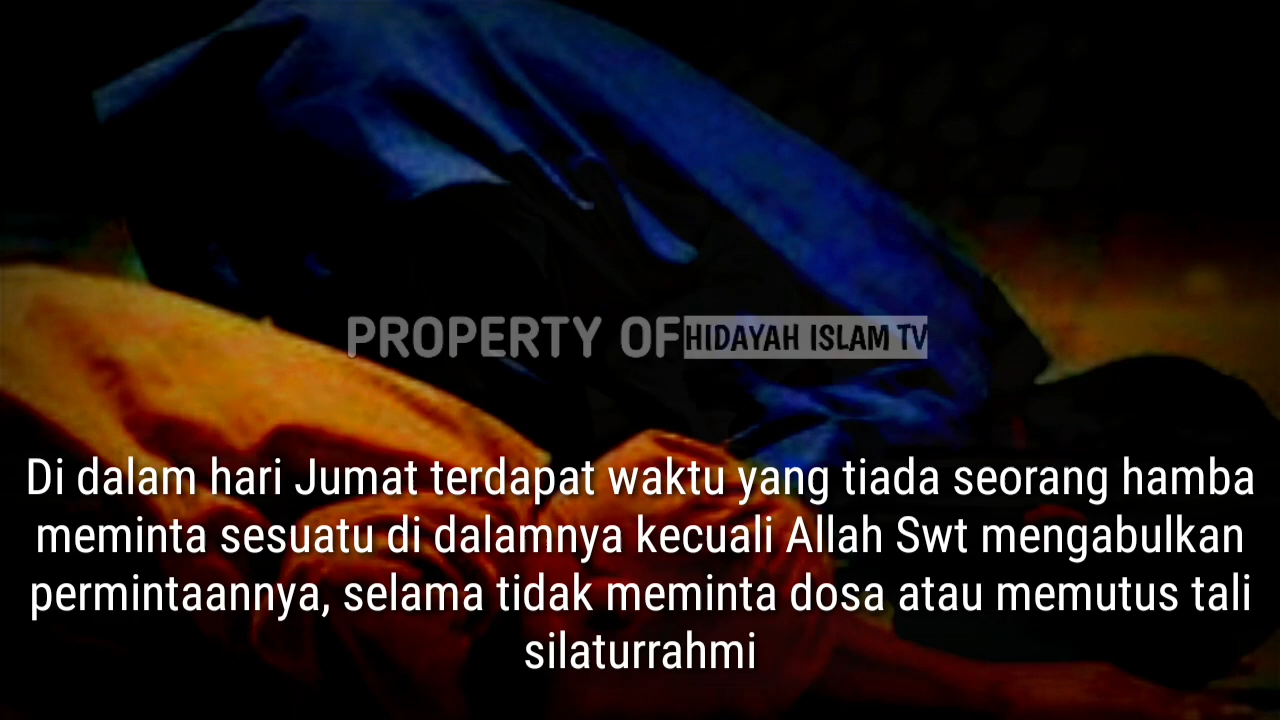 PROPERTY OF HIDAYAH ISLAM TV
Di dalam hari Jumat terdapat waktu yang tiada seorang hamba
meminta sesuatu di dalamnya kecuali Allah Swt mengabulkan
permintaannya, selama tidak meminta dosa atau memutus tali
silaturrahmi